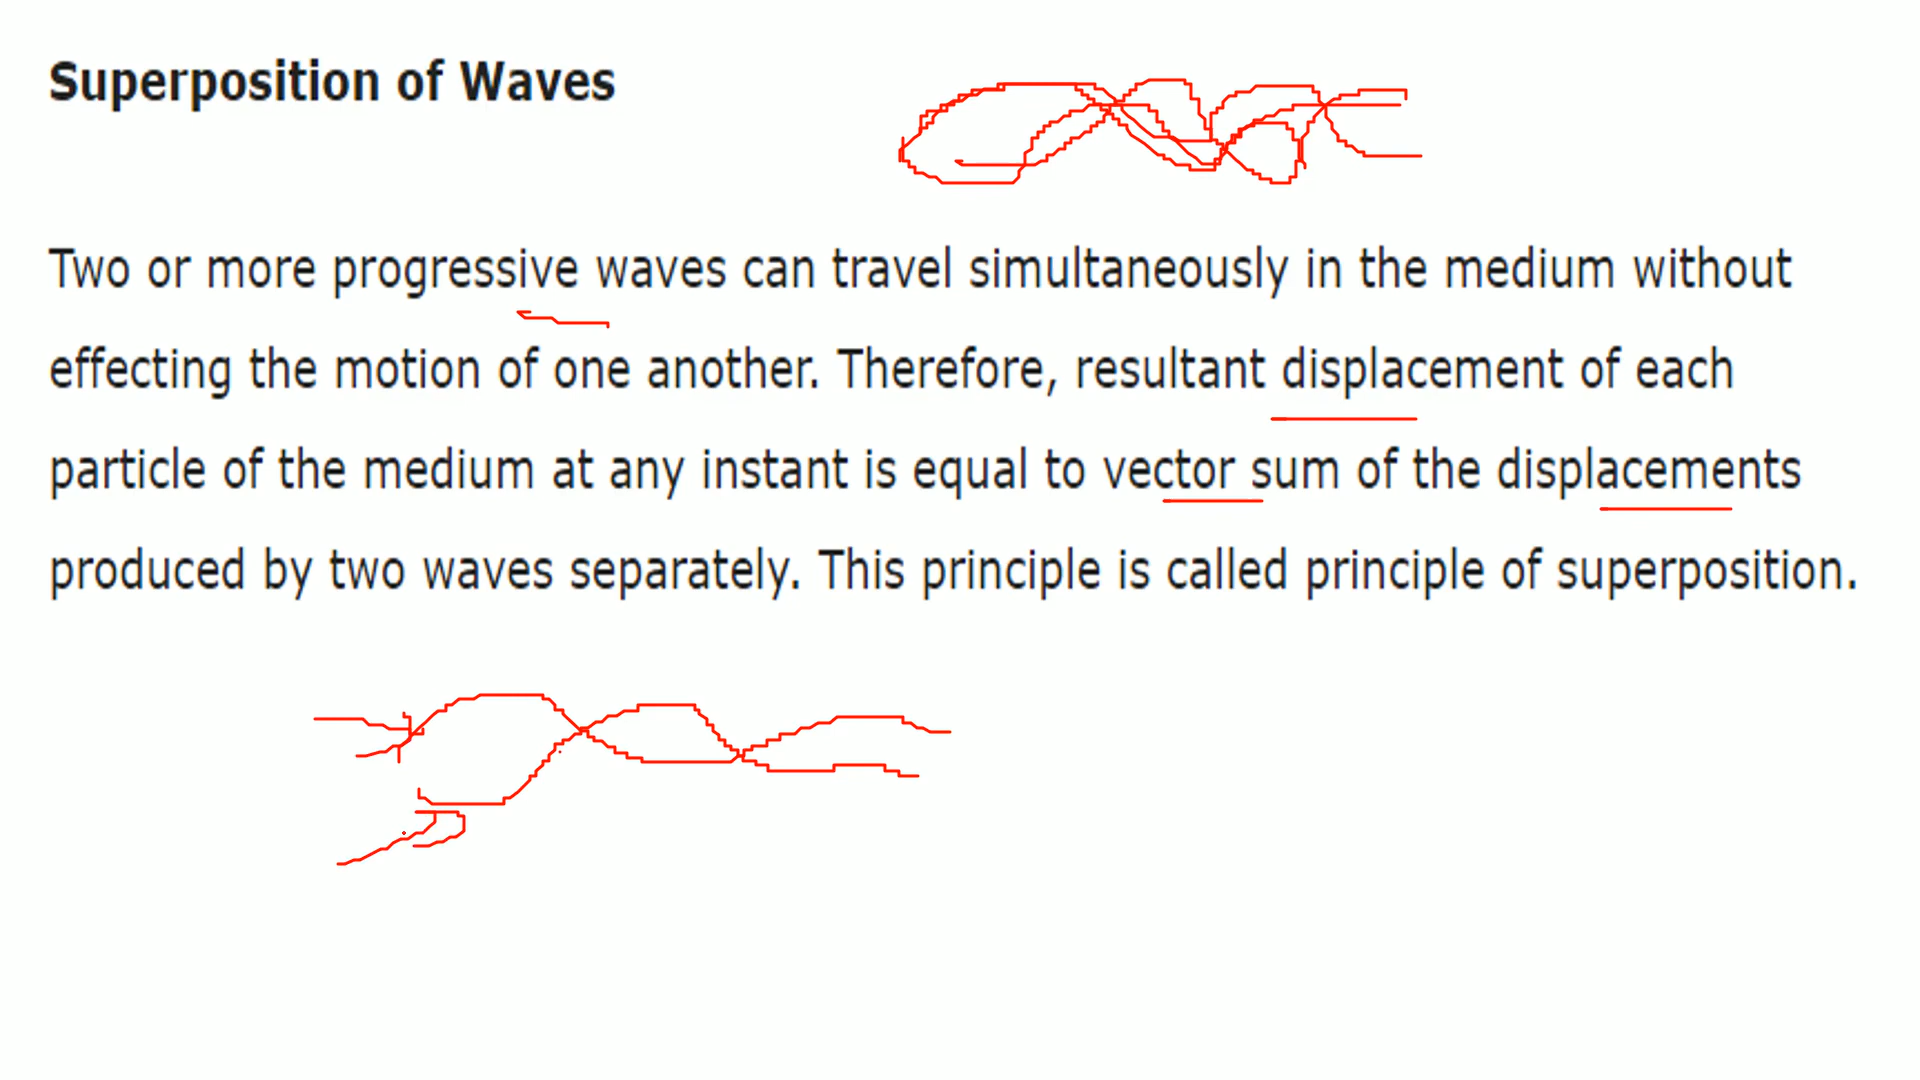 Superposition of Waves
Two or more progressive waves can travel simultaneously in the medium without
effecting the motion of one another. Therefore, resultant displacement of each
particle of the medium at any instant is equal to vector sum of the displacements
produced by two waves separately. This principle is called principle of superposition.